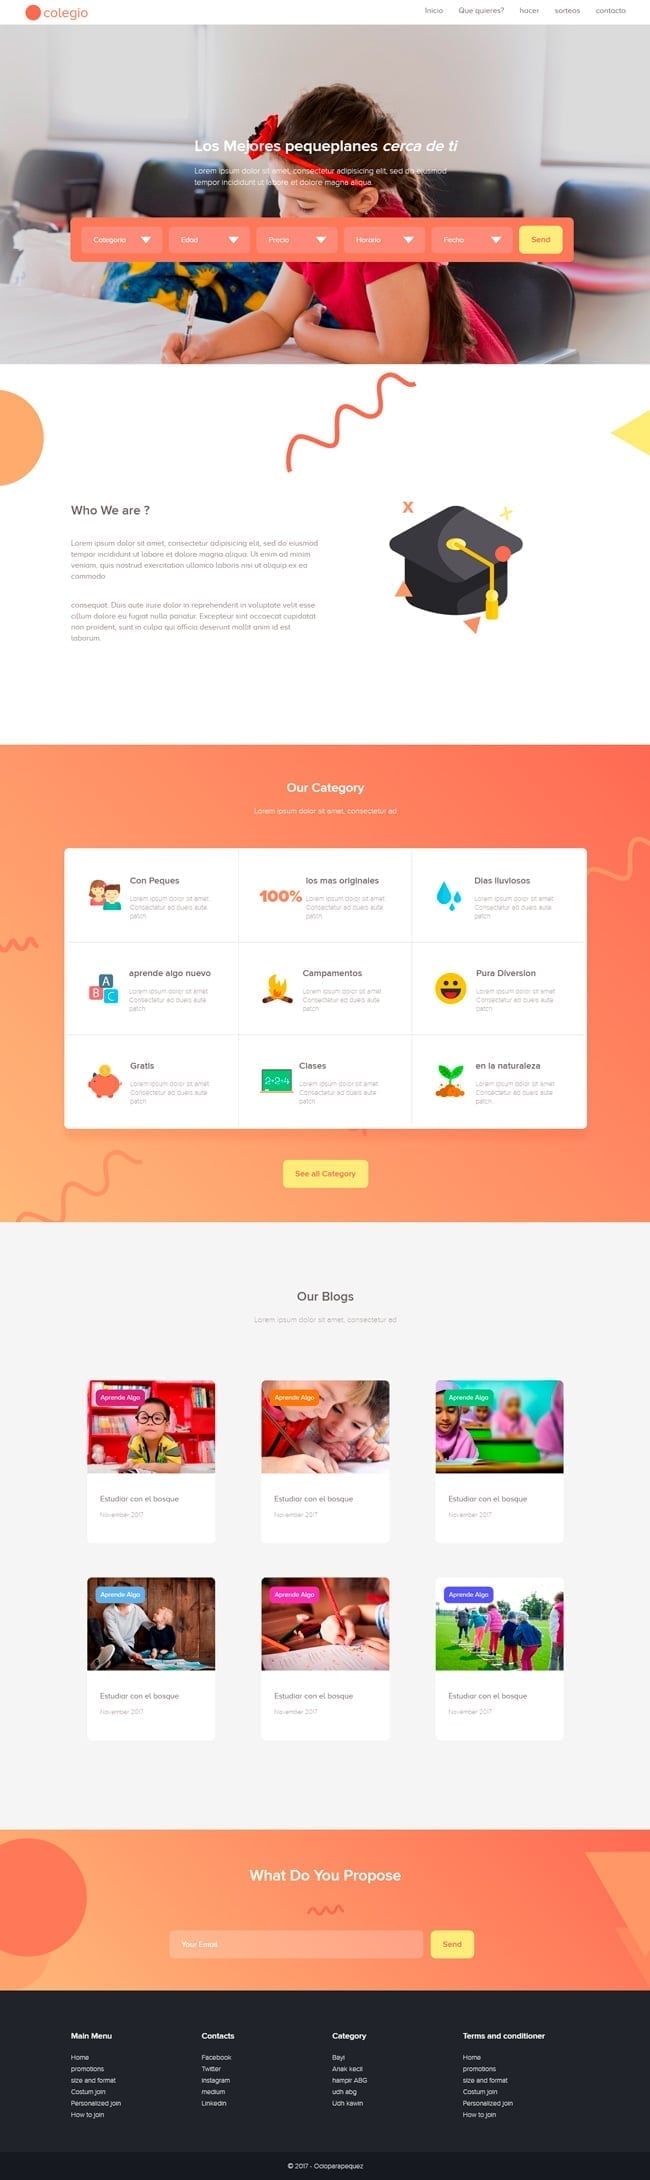 colegio
Inicio
Que quieres?
hacer
sorteos
contacto
Los Mejores pequeplanes cerca de ti
Lorem ipsum dolor sit amet, consectetur adipisicing elit, sed do eiusmod
tempor incididunt ut labore et dolore magna aliqua.
Categoria
Edad
Precio
Horario
Fecha
Send
Who We are ?
Lorem ipsum dolor sit amet, consectetur adipisicing elit, sed do eiusmod
tempor incididunt ut labore et dolore magna aliqua. Ut enim ad minim
veniam, quis nostrud exercitation ullamco laboris nisi ut aliquip ex ea
commodo
consequat. Duis aute irure dolor in reprehenderit in voluptate velit esse
cillum dolore eu fugiat nulla pariatur. Excepteur sint occaecat cupidatat
non proident, sunt in culpa qui officia deserunt mollit anim id est
laborum.
Our Category
Lorem ipsum dolor sit amet, consectetur ad
Con Peques
Lorem ipsum dolor sit amet.
Consectetur ad dueis aute
patch
100%
los mas originales
Lorem ipsum dolor sit amet.
Consectetur ad dueis aute
patch
Dias lluviosos
Lorem ipsum dolor sit amet.
Consectetur ad dueis aute
patch
A
B
C
aprende algo nuevo
Lorem ipsum dolor sit amet.
Consectetur ad dueis aute
patch
Campamentos
Lorem ipsum dolor sit amet.
Consectetur ad dueis aute
patch
Pura Diversion
Lorem ipsum dolor sit amet.
Consectetur ad dueis aute
patch
Gratis
Lorem ipsum dolor sit amet.
Consectetur ad dueis aute
patch
2+2=4
Clases
Lorem ipsum dolor sit amet.
Consectetur ad dueis aute
patch
en la naturaleza
Lorem ipsum dolor sit amet.
Consectetur ad dueis aute
patch
See all Category
Our Blogs
Lorem ipsum dolor sit amet, consectetur ad
Aprende Algo
Estudiar con el bosque
November 2017
Aprende Algo
Estudiar con el bosque
November 2017
Aprende Algo
Estudiar con el bosque
November 2017
Aprende Algo
Estudiar con el bosque
November 2017
Aprende Algo
Estudiar con el bosque
November 2017
Aprende Algo
Estudiar con el bosque
November 2017
What Do You Propose
Your Email
Send
Main Menu
Home
promotions
size and format
Costum join
Personalized join
How to join
Contacts
Facebook
Twitter
instagram
medium
Linkedin
Category
Bayi
Anak kecil
hampir ABG
udh abg
Udh kawin
Terms and conditioner
Home
promotions
size and format
Costum join
Personalized join
How to join
© 2017 - Ocioparapequez